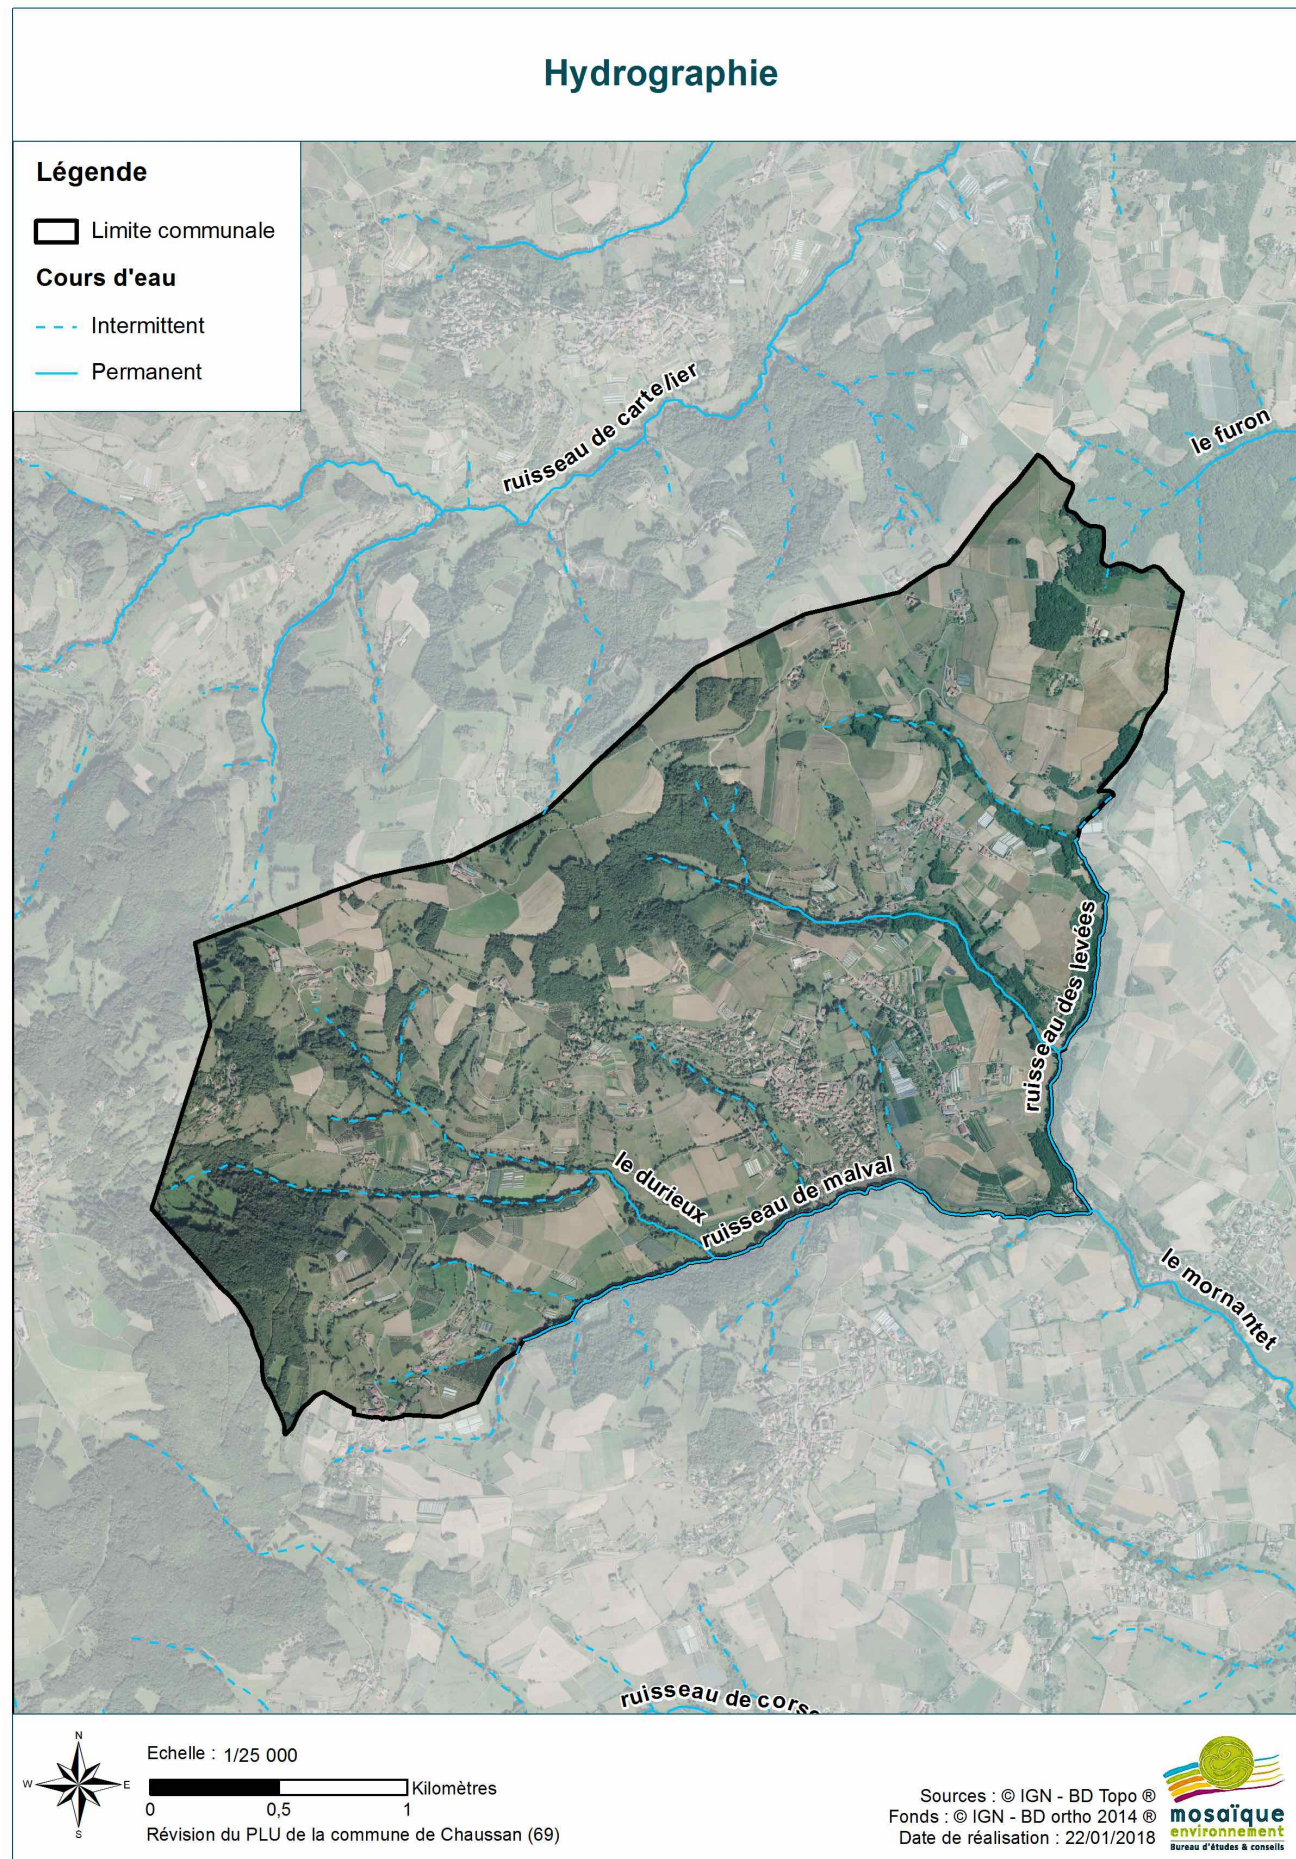 Hydrographie
Légende
Limite communale
Cours d'eau
Intermittent
Permanent
ruisseau de cartelier
le furon
ruisseau des levées
le durieux
ruisseau de malval
le mornantet
ruisseau de corse
N
W
E
S
Echelle : 1/25 000
Kilomètres
0 0,5 1
Révision du PLU de la commune de Chaussan (69)
Sources : © IGN - BD Topo ®
Fonds : © IGN - BD ortho 2014 ®
Date de réalisation : 22/01/2018
mosaïque
environnement
Bureau d'études & conseils